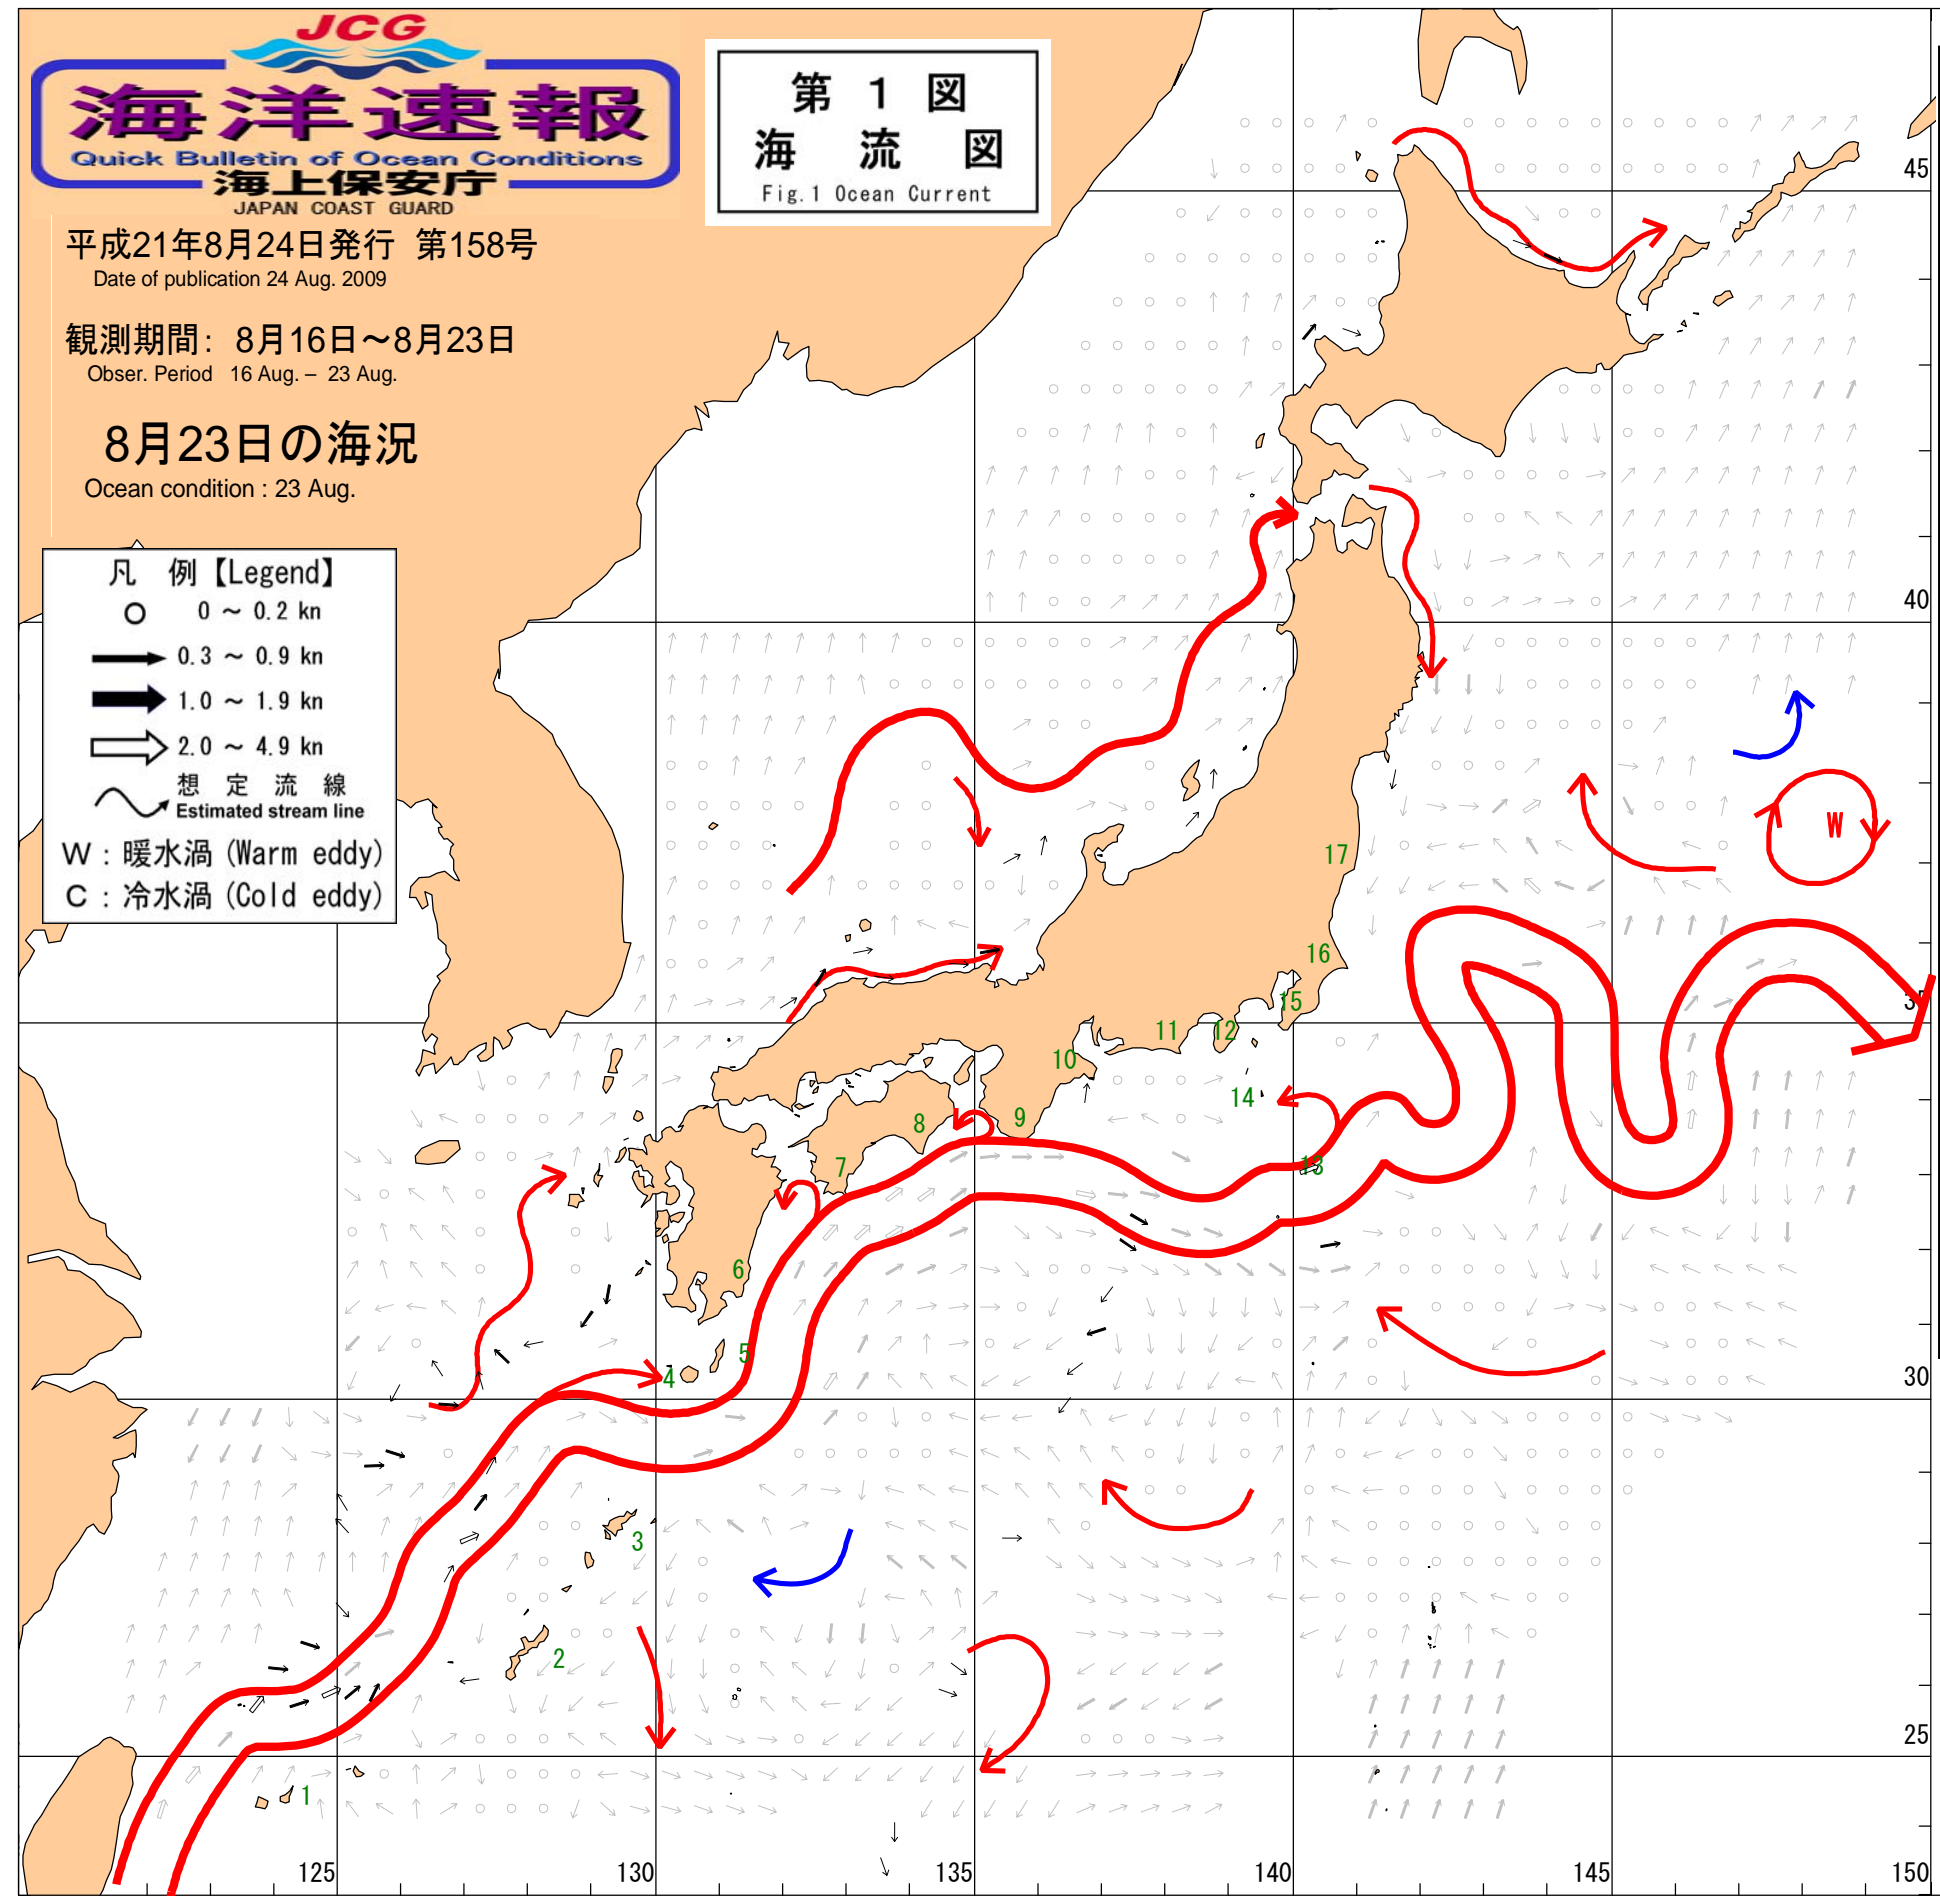 JCG
海洋速報
Quick Bulletin of Ocean Conditions
海上保安庁
JAPAN COAST GUARD
第 1 図
海 流 図
Fig.1 Ocean Current
平成21年8月24日発行 第158号
Date of publication 24 Aug. 2009
観測期間: 8月16日~8月23日
Obser. Period 16 Aug. – 23 Aug.
8月23日の海況
Ocean condition : 23 Aug.
凡 例【Legend】
0 ~ 0.2 kn
0.3 ~ 0.9 kn
1.0 ~ 1.9 kn
2.0 ~ 4.9 kn
想 定 流 線
Estimated stream line
W : 暖水渦 (Warm eddy)
C : 冷水渦 (Cold eddy)
45
40
W
17
16
15
35
11
12
10
14
9
8
13
7
6
5
4
30
3
2
25
1
125
130
135
140
145
150